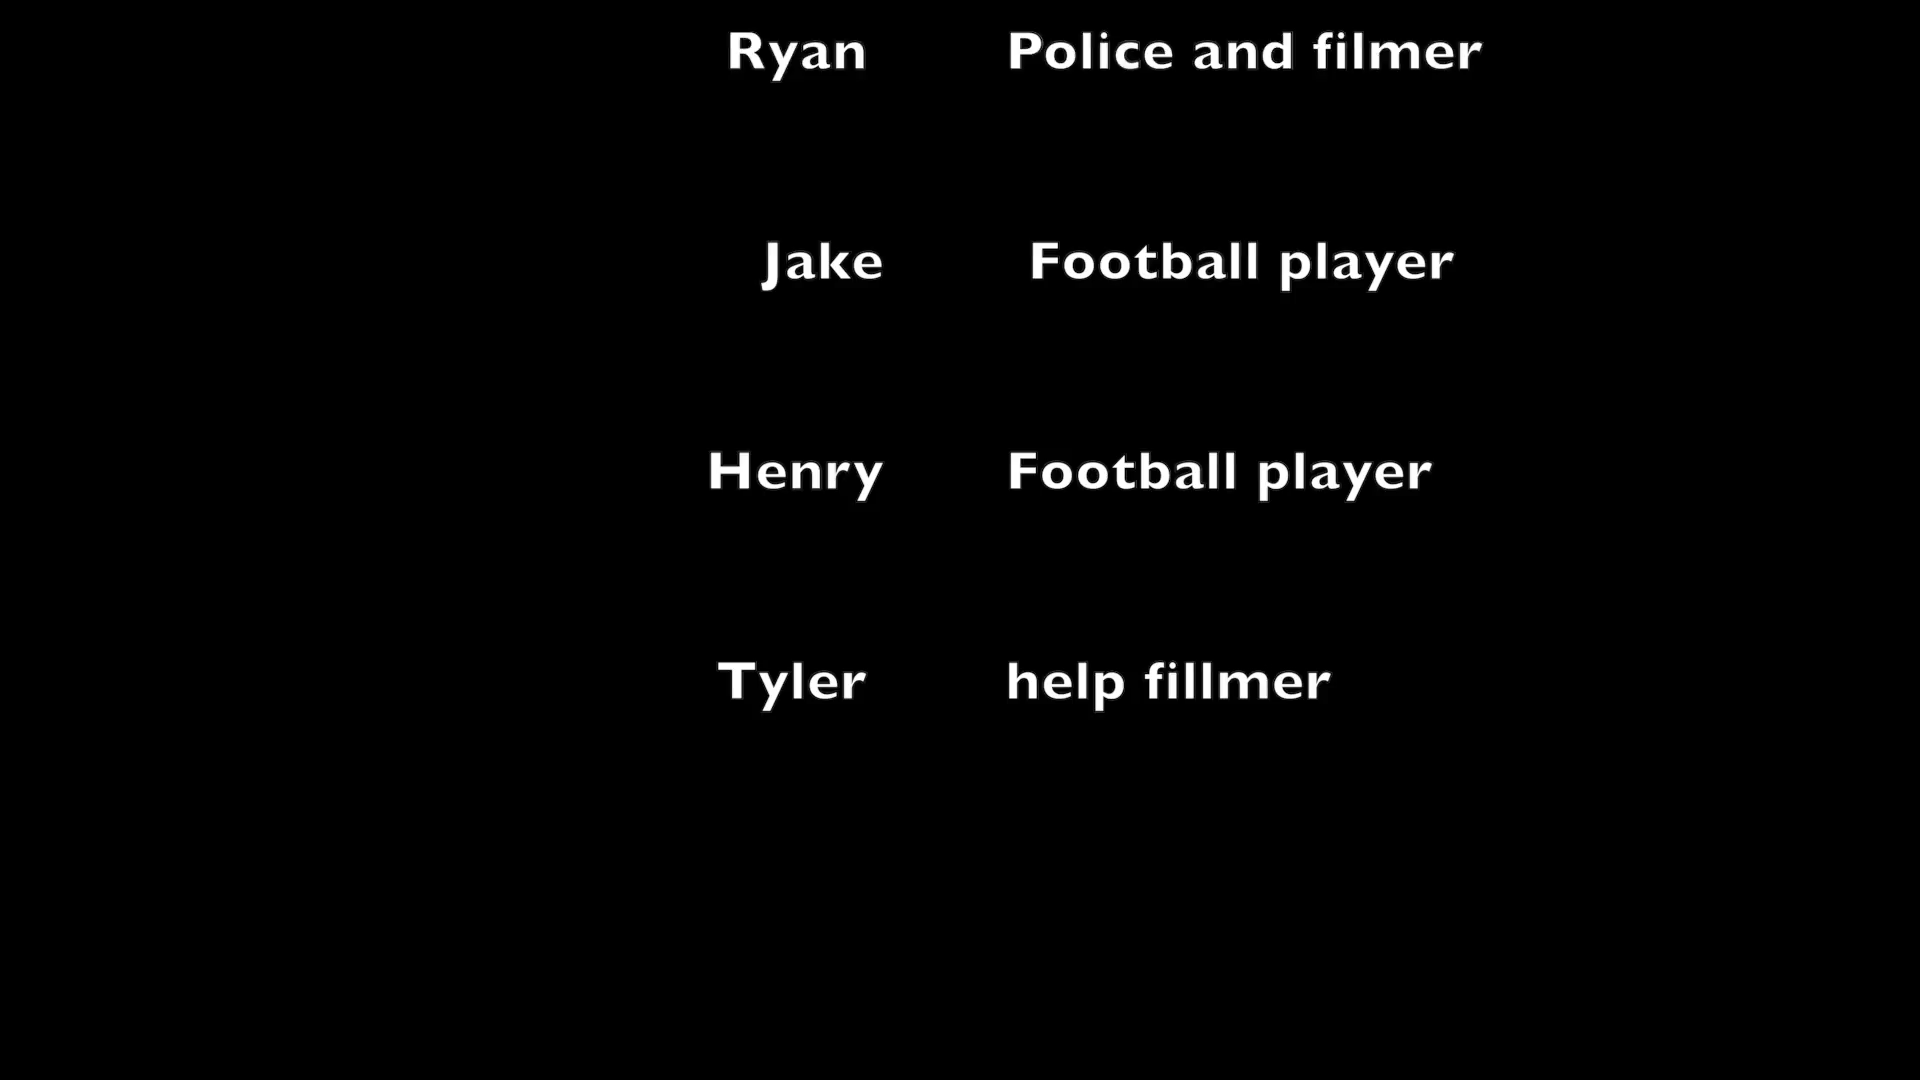 Ryan Police and filmer
Jake Football player
Henry Football player
Tyler help fillmer